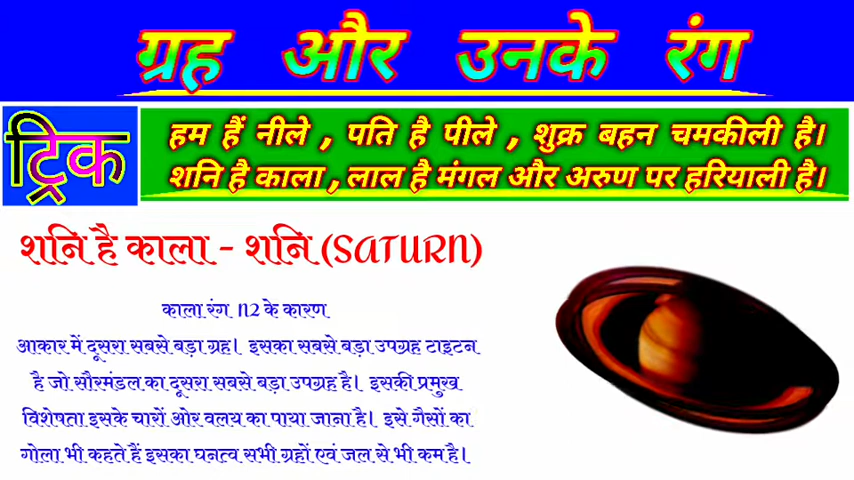 ग्रह और उनके रंग
ट्रिक
हम हैं नीले , पति है पीले , शुक्र बहन चमकीली है।
शनि है काला , लाल है मंगल और अरुण पर हरियाली है।
शनि है काला - शनि (SATURN)
काला रंग N2 के कारण
आकार में दूसरा सबसे बड़ा ग्रह। इसका सबसे बड़ा उपग्रह टाइटन
है जो सौरमंडल का दूसरा सबसे बड़ा उपग्रह है। इसकी प्रमुख
विशेषता इसके चारों ओर वलय का पाया जाना है। इसे गैसों का
गोला भी कहते हैं इसका घनत्व सभी ग्रहों एवं जल से भी कम है।